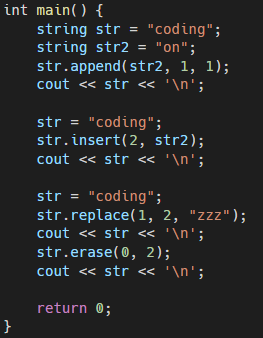 int main() {
    string str = "coding";
    string str2 = "on";
    str.append(str2, 1, 1);
    cout << str << '\n';

    str = "coding";
    str.insert(2, str2);
    cout << str << '\n';

    str = "coding";
    str.replace(1, 2, "zzz");
    cout << str << '\n';
    str.erase(0, 2);
    cout << str << '\n';

    return 0;
}